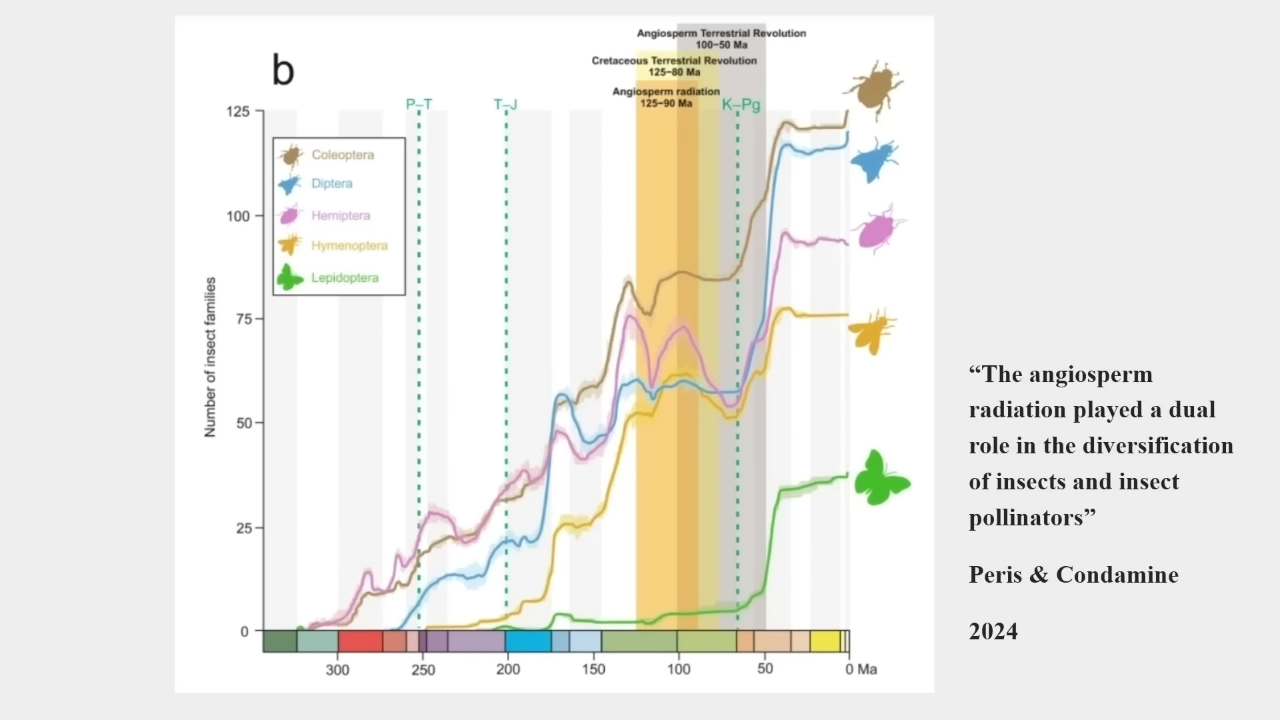 Angiosperm Terrestrial Revolution
100–50 Ma
Cretaceous Terrestrial Revolution
125–80 Ma
Angiosperm radiation
125–90 Ma
b
P–T
T–J
K–Pg
125
100
75
50
25
0
Number of insect families
Coleoptera
Diptera
Hemiptera
Hymenoptera
Lepidoptera
300
250
200
150
100
50
0 Ma
“The angiosperm
radiation played a dual
role in the diversification
of insects and insect
pollinators”
Peris & Condamine
2024